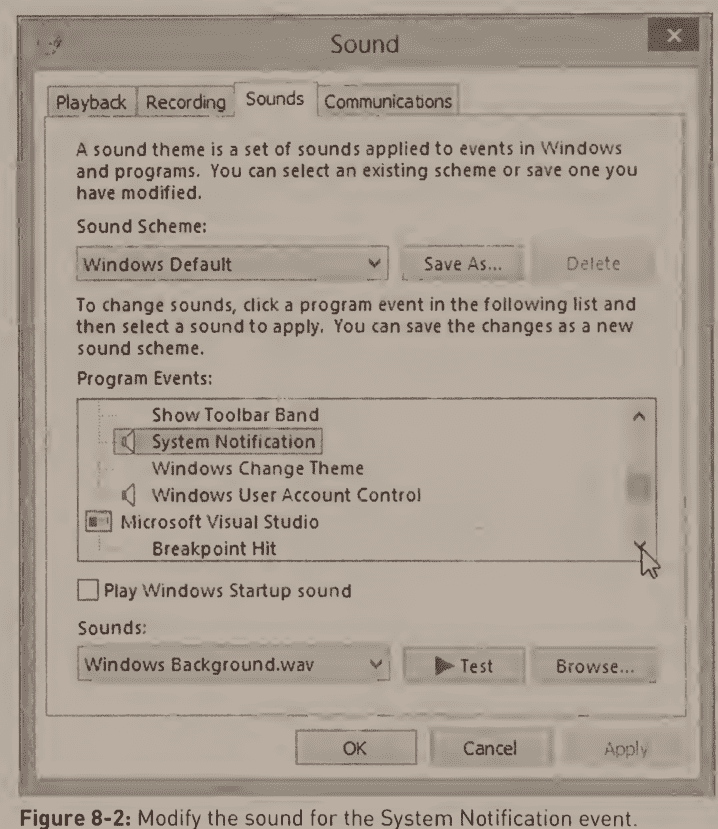 Sound
Playback Recording Sounds Communications
A sound theme is a set of sounds applied to events in Windows
and programs. You can select an existing scheme or save one you
have modified.
Sound Scheme:
Windows Default Save As... Delete
To change sounds, click a program event in the following list and
then select a sound to apply. You can save the changes as a new
sound scheme.
Program Events:
Show Toolbar Band
System Notification
Windows Change Theme
Windows User Account Control
Microsoft Visual Studio
Breakpoint Hit
Play Windows Startup sound
Sounds:
Windows Background.wav Test Browse...
OK Cancel Apply
Figure 8-2: Modify the sound for the System Notification event.